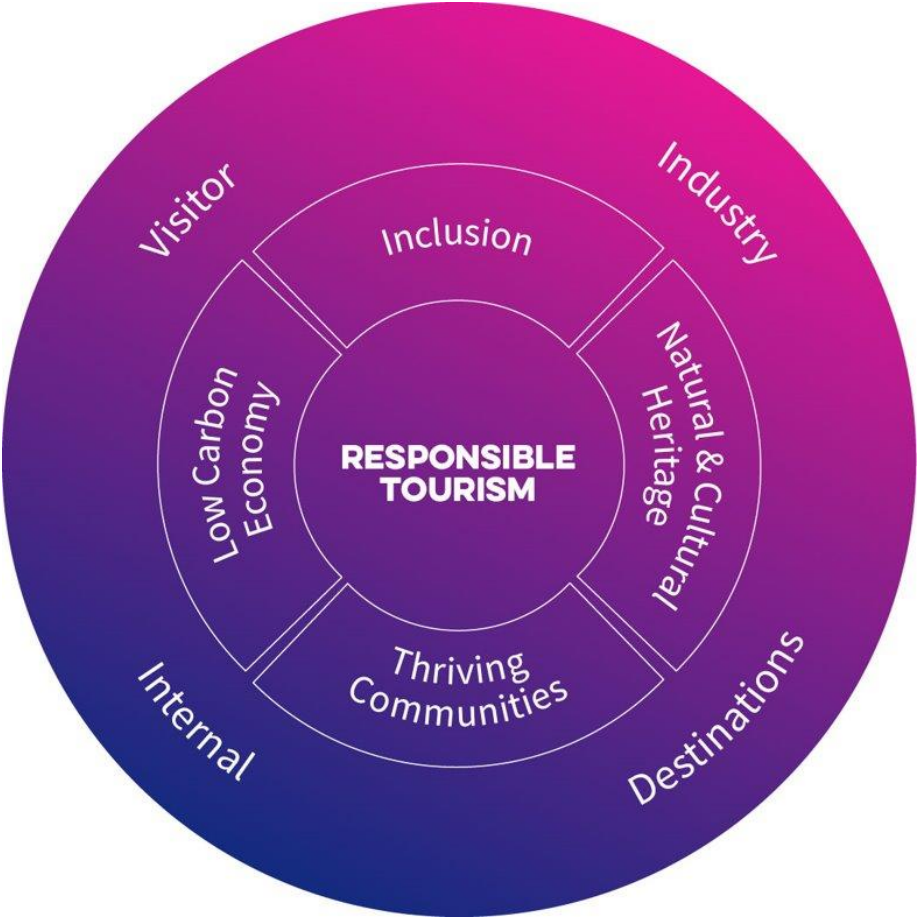 Visitor
Industry
Inclusion
Low Carbon
Economy
RESPONSIBLE
TOURISM
Natural & Cultural
Heritage
Thriving
Communities
Internal
Destinations